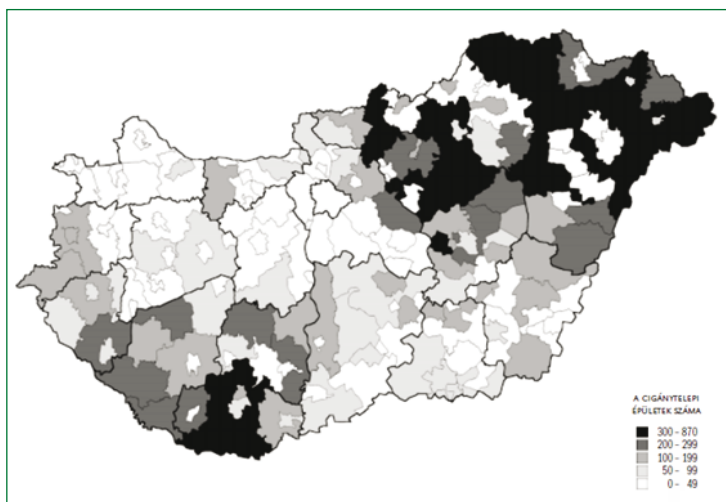 A CIGÁNYTELEPI
ÉPÜLETEK SZÁMA
300 – 870
200 – 299
100 – 199
50 – 99
0 – 49